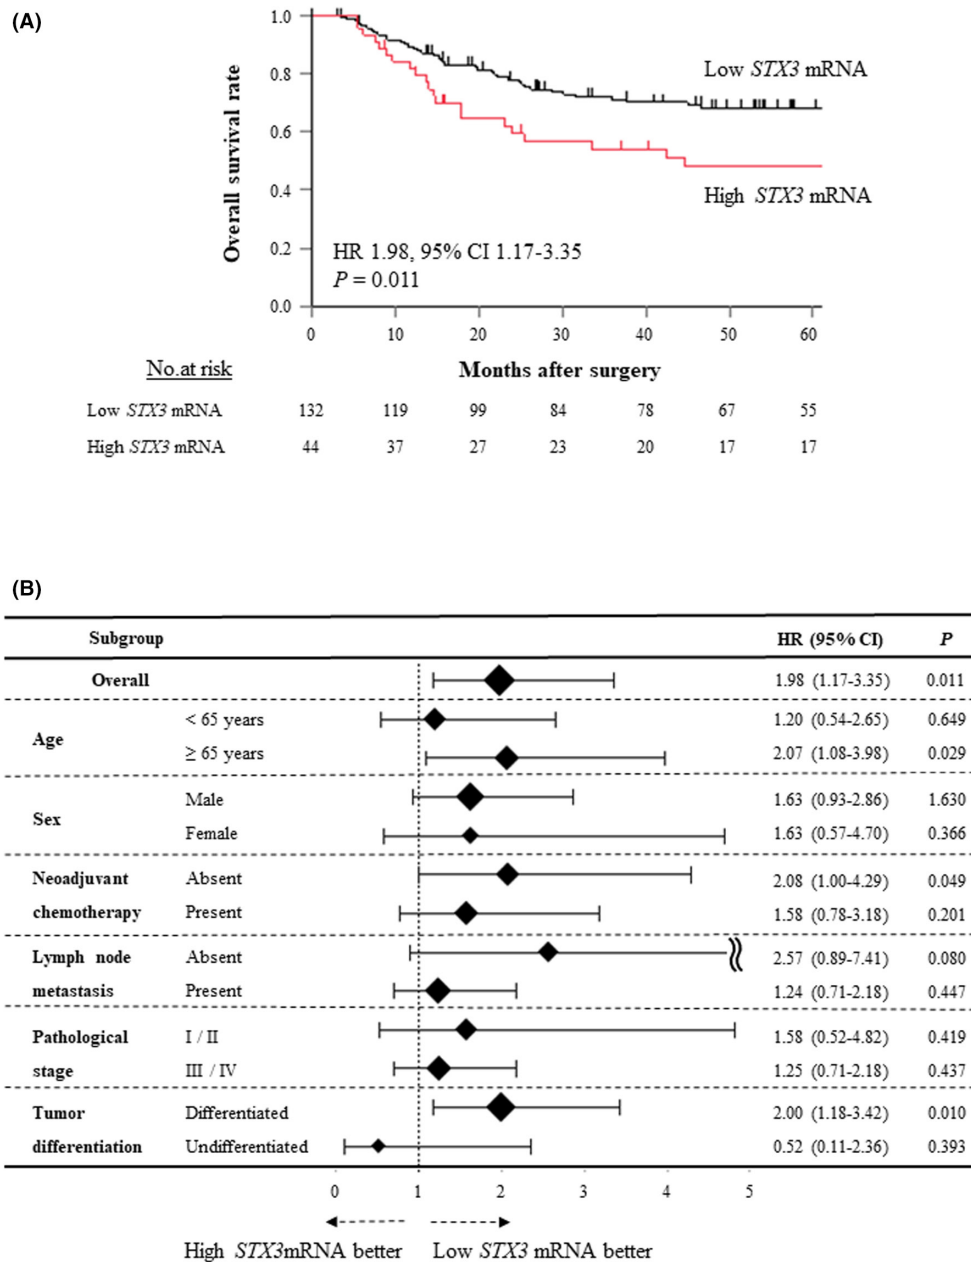 (A)
Overall survival rate
1.0
0.8
0.6
0.4
0.2
0.0
Low STX3 mRNA
High STX3 mRNA
HR 1.98, 95% CI 1.17-3.35
P = 0.011
0 10 20 30 40 50 60
No.at risk
Months after surgery
Low STX3 mRNA 132 119 99 84 78 67 55
High STX3 mRNA 44 37 27 23 20 17 17
(B)
Subgroup HR (95% CI) P
Overall 1.98 (1.17-3.35) 0.011
Age
< 65 years 1.20 (0.54-2.65) 0.649
≥ 65 years 2.07 (1.08-3.98) 0.029
Sex
Male 1.63 (0.93-2.86) 1.630
Female 1.63 (0.57-4.70) 0.366
Neoadjuvant Absent 2.08 (1.00-4.29) 0.049
chemotherapy Present 1.58 (0.78-3.18) 0.201
Lymph node Absent 2.57 (0.89-7.41) 0.080
metastasis Present 1.24 (0.71-2.18) 0.447
Pathological I / II 1.58 (0.52-4.82) 0.419
stage III / IV 1.25 (0.71-2.18) 0.437
Tumor Differentiated 2.00 (1.18-3.42) 0.010
differentiation Undifferentiated 0.52 (0.11-2.36) 0.393
0 1 2 3 4 5
High STX3mRNA better Low STX3 mRNA better